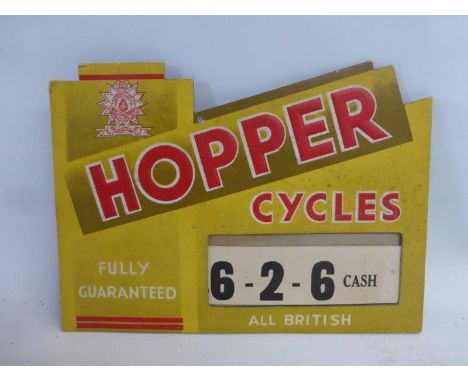 HOPPER
CYCLES
FULLY
GUARANTEED
6 - 2 - 6 CASH
ALL BRITISH